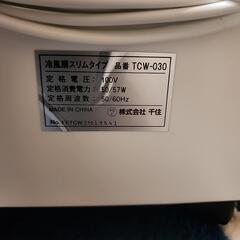 冷風扇スリムタイプ 品番 TCW-030
定格電圧:100V
定格消費電力:50/57W
定格周波数:50/60Hz
MADE IN CHINA
株式会社 千住